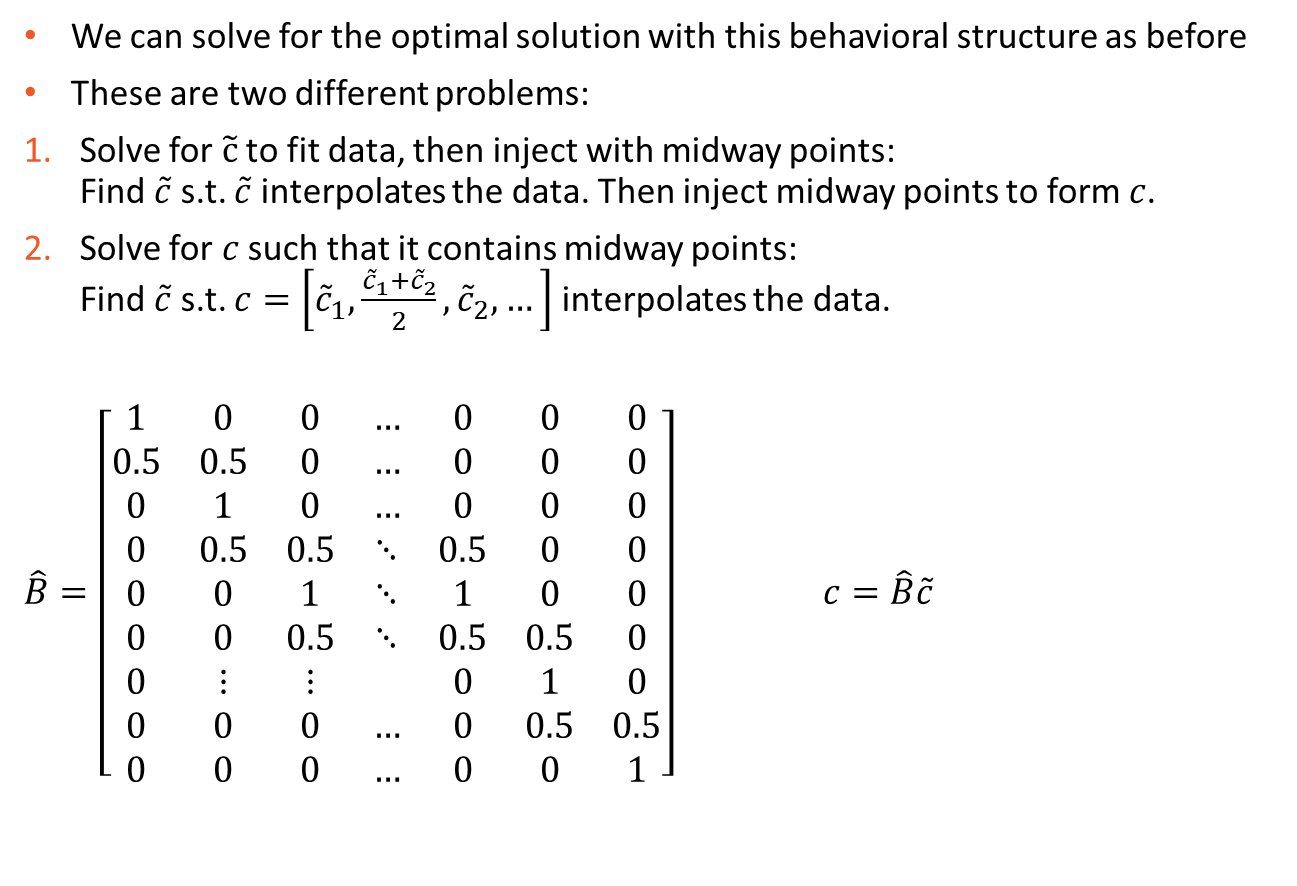 • We can solve for the optimal solution with this behavioral structure as before
• These are two different problems:
1. Solve for c̃ to fit data, then inject with midway points:
Find c̃ s.t. c̃ interpolates the data. Then inject midway points to form c.
2. Solve for c such that it contains midway points:
Find c̃ s.t. c = [c̃₁, (c̃₁+c̃₂)/2, c̃₂, …] interpolates the data.
1 0 0 … 0 0 0
0.5 0.5 0 … 0 0 0
0 1 0 … 0 0 0
0 0.5 0.5 ⋱ 0.5 0 0
B̂ = 0 0 1 ⋱ 1 0 0 c = B̂c̃
0 0 0.5 ⋱ 0.5 0.5 0
0 ⋮ ⋮ 0 1 0
0 0 0 … 0 0.5 0.5
0 0 0 … 0 0 1